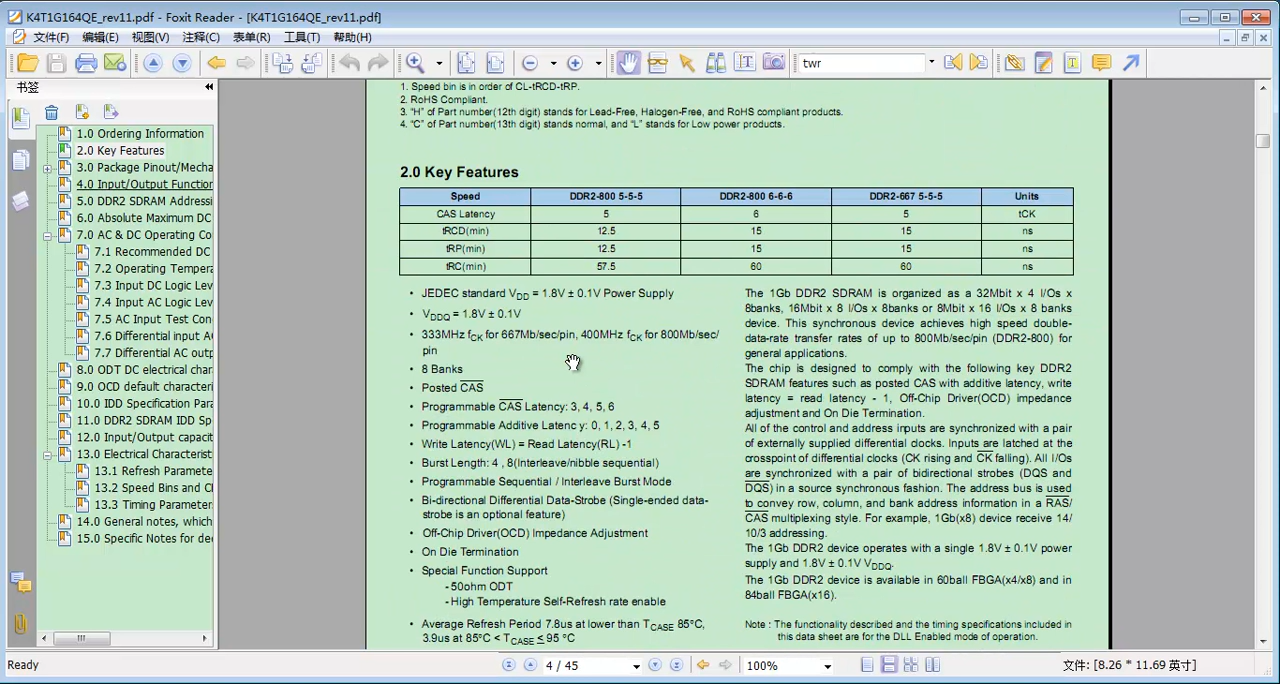 K4T1G164QE_rev11.pdf - Foxit Reader - [K4T1G164QE_rev11.pdf]
文件(F) 编辑(E) 视图(V) 注释(C) 表单(R) 工具(T) 帮助(H)
twr
书签
1.0 Ordering Information
2.0 Key Features
3.0 Package Pinout/Mecha
4.0 Input/Output Function
5.0 DDR2 SDRAM Addressi
6.0 Absolute Maximum DC
7.0 AC & DC Operating Co
7.1 Recommended DC
7.2 Operating Tempera
7.3 Input DC Logic Lev
7.4 Input AC Logic Lev
7.5 AC Input Test Con
7.6 Differential input A
7.7 Differential AC outp
8.0 ODT DC electrical char
9.0 OCD default characteri
10.0 IDD Specification Para
11.0 DDR2 SDRAM IDD Sp
12.0 Input/Output capacit
13.0 Electrical Characterist
13.1 Refresh Paramete
13.2 Speed Bins and Cl
13.3 Timing Parameter
14.0 General notes, which
15.0 Specific Notes for dec
1. Speed bin is in order of CL-tRCD-tRP.
2. RoHS Compliant.
3. “H” of Part number(12th digit) stands for Lead-Free, Halogen-Free, and RoHS compliant products.
4. “C” of Part number(13th digit) stands normal, and “L” stands for Low power products.
2.0 Key Features
Speed DDR2-800 5-5-5 DDR2-800 6-6-6 DDR2-667 5-5-5 Units
CAS Latency 5 6 5 tCK
tRCD(min) 12.5 15 15 ns
tRP(min) 12.5 15 15 ns
tRC(min) 57.5 60 60 ns
• JEDEC standard VDD = 1.8V ± 0.1V Power Supply
• VDDQ = 1.8V ± 0.1V
• 333MHz fCK for 667Mb/sec/pin, 400MHz fCK for 800Mb/sec/
pin
• 8 Banks
• Posted CAS
• Programmable CAS Latency: 3, 4, 5, 6
• Programmable Additive Latency: 0, 1, 2, 3, 4, 5
• Write Latency(WL) = Read Latency(RL) -1
• Burst Length: 4 , 8(Interleave/nibble sequential)
• Programmable Sequential / Interleave Burst Mode
• Bi-directional Differential Data-Strobe (Single-ended data-
strobe is an optional feature)
• Off-Chip Driver(OCD) Impedance Adjustment
• On Die Termination
• Special Function Support
- 50ohm ODT
- High Temperature Self-Refresh rate enable
• Average Refresh Period 7.8us at lower than TCASE 85°C,
3.9us at 85°C < TCASE ≤ 95 °C
The 1Gb DDR2 SDRAM is organized as a 32Mbit x 4 I/Os x
8banks, 16Mbit x 8 I/Os x 8banks or 8Mbit x 16 I/Os x 8 banks
device. This synchronous device achieves high speed double-
data-rate transfer rates of up to 800Mb/sec/pin (DDR2-800) for
general applications.
The chip is designed to comply with the following key DDR2
SDRAM features such as posted CAS with additive latency, write
latency = read latency - 1, Off-Chip Driver(OCD) impedance
adjustment and On Die Termination.
All of the control and address inputs are synchronized with a pair
of externally supplied differential clocks. Inputs are latched at the
crosspoint of differential clocks (CK rising and CK falling). All I/Os
are synchronized with a pair of bidirectional strobes (DQS and
DQS) in a source synchronous fashion. The address bus is used
to convey row, column, and bank address information in a RAS/
CAS multiplexing style. For example, 1Gb(x8) device receive 14/
10/3 addressing.
The 1Gb DDR2 device operates with a single 1.8V ± 0.1V power
supply and 1.8V ± 0.1V VDDQ.
The 1Gb DDR2 device is available in 60ball FBGA(x4/x8) and in
84ball FBGA(x16).
Note : The functionality described and the timing specifications included in
this data sheet are for the DLL Enabled mode of operation.
Ready 4 / 45 100% 文件: [8.26 * 11.69 英寸]